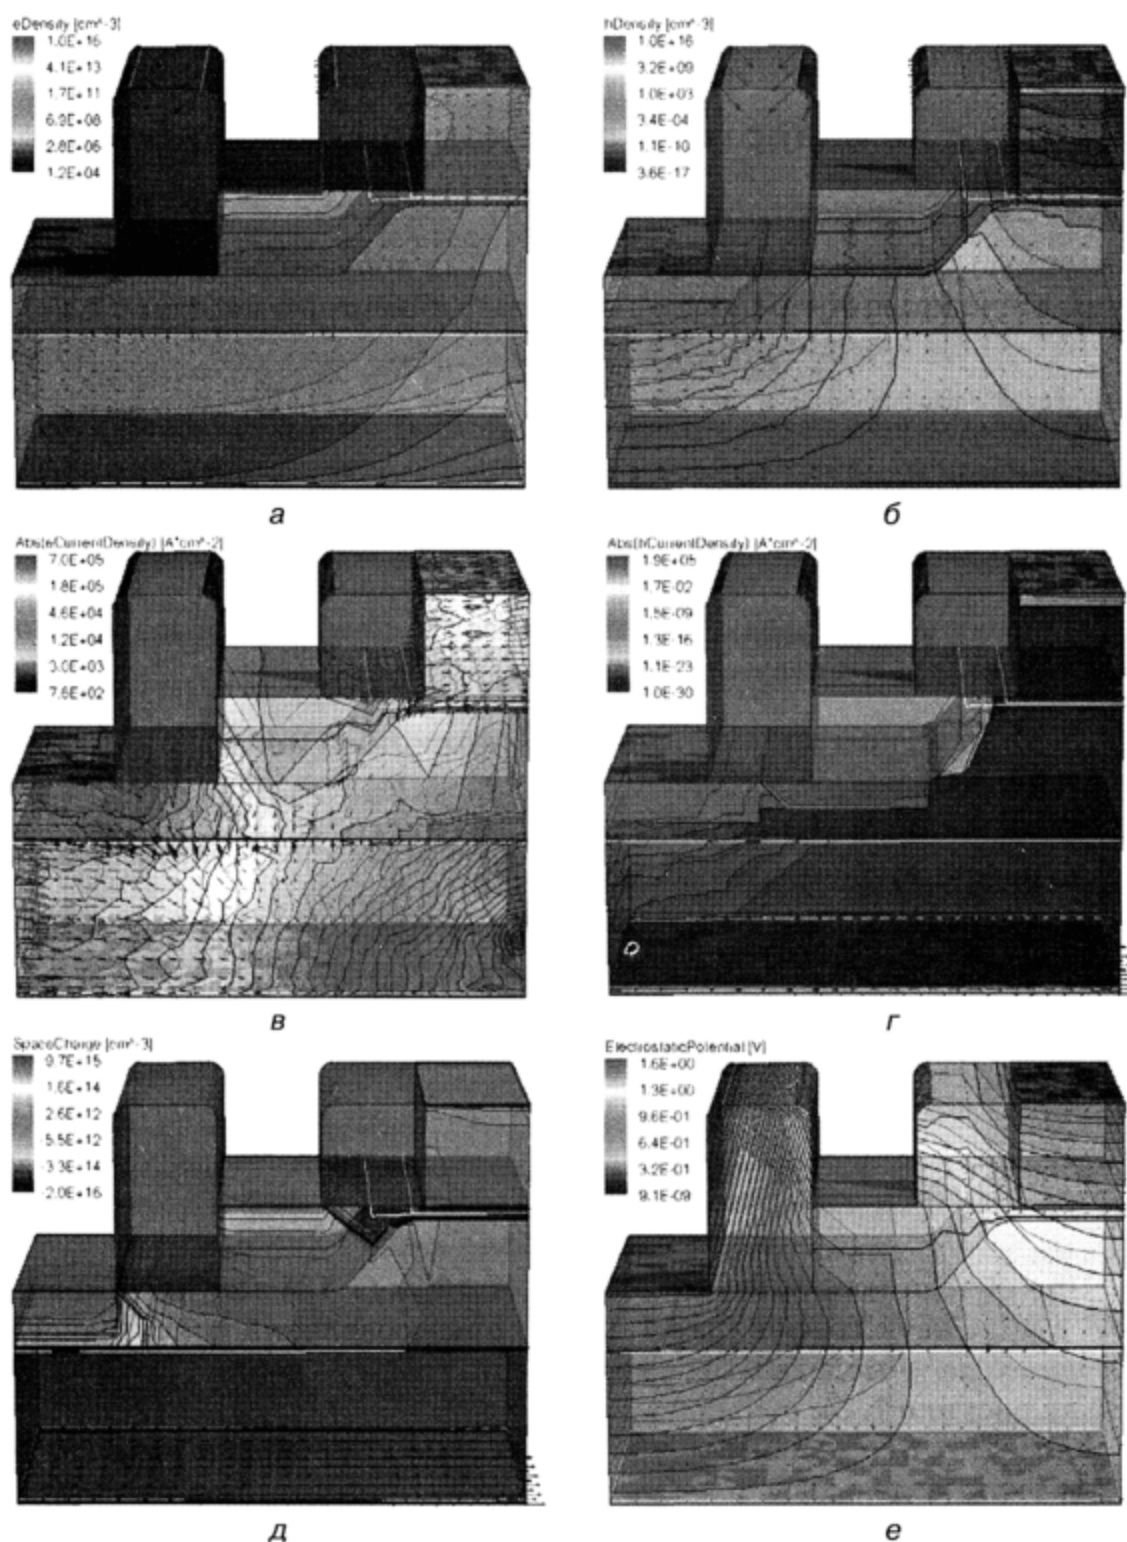 eDensity [cm^-3]
1.0E+16
4.1E+13
1.7E+11
6.9E+08
2.8E+06
1.2E+04
а
hDensity [cm^-3]
1.0E+16
3.2E+09
1.0E+03
3.4E-04
1.1E-10
3.6E-17
б
Abs(eCurrentDensity) [A*cm^-2]
7.0E+05
1.8E+05
4.6E+04
1.2E+04
3.0E+03
7.6E+02
в
Abs(hCurrentDensity) [A*cm^-2]
1.9E+05
1.7E-02
1.5E-09
1.3E-16
1.1E-23
1.0E-30
г
SpaceCharge [cm^-3]
9.7E+15
1.6E+14
2.6E+12
-5.5E+12
-3.3E+14
-2.0E+16
д
ElectrostaticPotential [V]
1.6E+00
1.3E+00
9.6E-01
6.4E-01
3.2E-01
9.1E-09
е